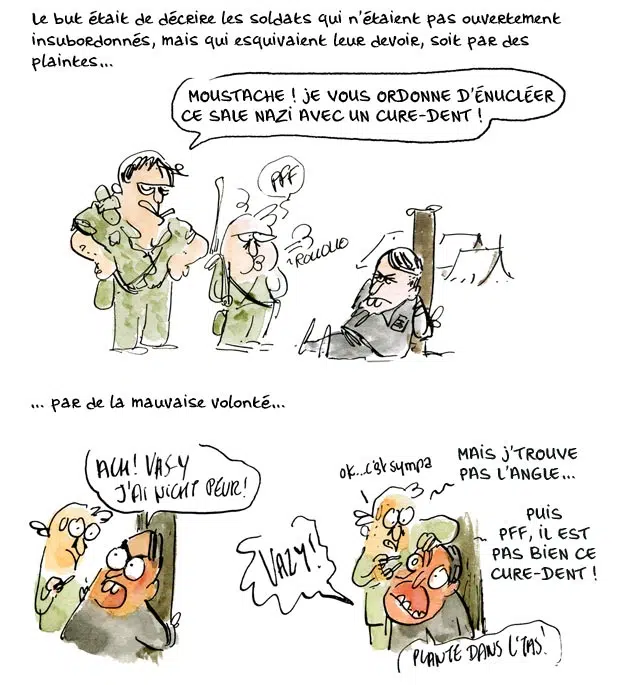 Le but était de décrire les soldats qui n'étaient pas ouvertement
insubordonnés, mais qui esquivaient leur devoir, soit par des
plaintes...
MOUSTACHE ! JE VOUS ORDONNE D'ÉNUCLÉER
CE SALE NAZI AVEC UN CURE-DENT !
PFF
ROLLOLLO
... par de la mauvaise volonté...
ACH! VAS-Y
J'AI NICHT PEUR!
OK...c'est sympa
MAIS J'TROUVE
PAS L'ANGLE...
VAZY!
PUIS
PFF, IL EST
PAS BIEN CE
CURE-DENT !
PLANTE DANS L'TAS!